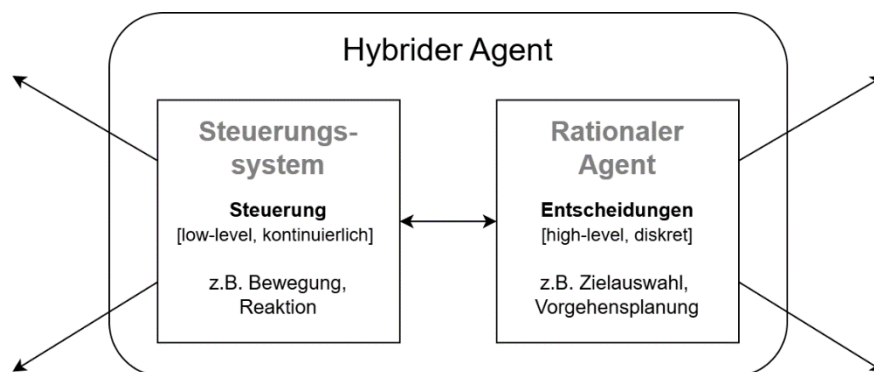 Hybrider Agent
Steuerungs-
system
Steuerung
[low-level, kontinuierlich]
z.B. Bewegung,
Reaktion
Rationaler
Agent
Entscheidungen
[high-level, diskret]
z.B. Zielauswahl,
Vorgehensplanung